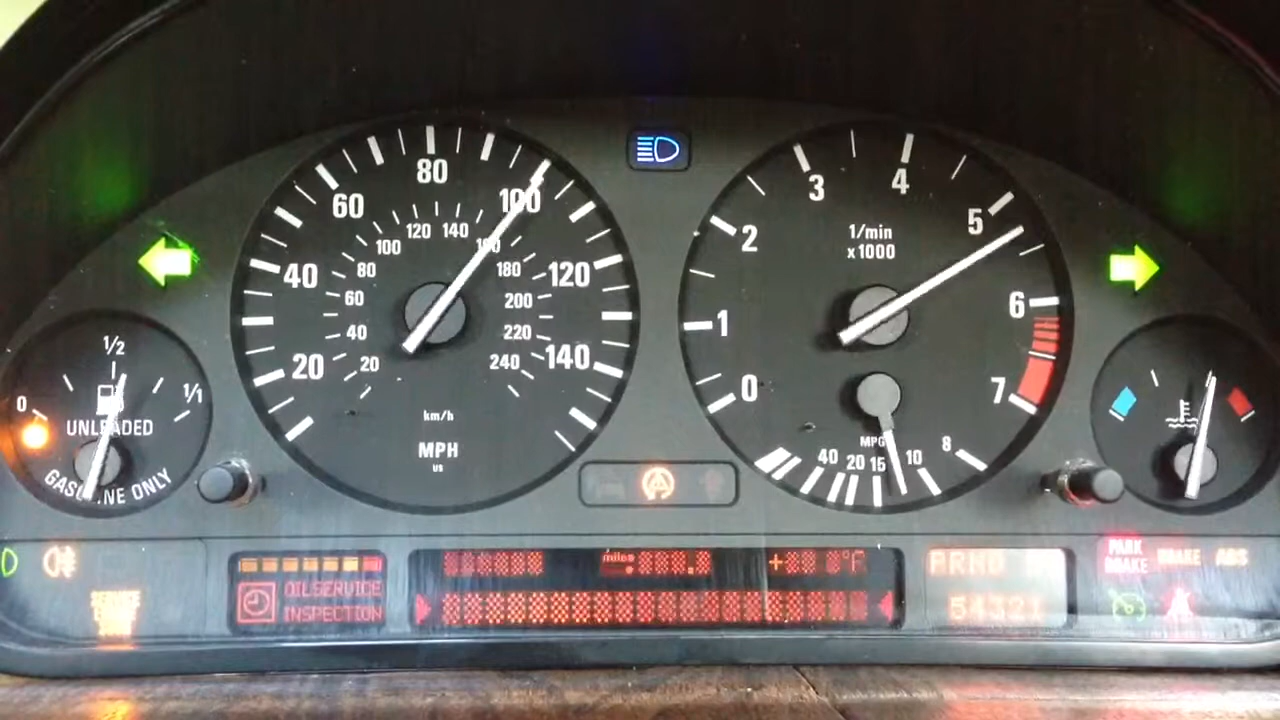 80
60
100
40
120
20
140
120
140
100
160
80
180
60
200
40
220
20
240
km/h
MPH
US
3
4
2
5
1/min
x1000
1
6
0
7
MPG
40
20
15
10
8
1/2
0
1/1
UNLEADED
GASOLINE ONLY
OILSERVICE
INSPECTION
miles
°F
54321
PARK
BRAKE
BRAKE
ABS